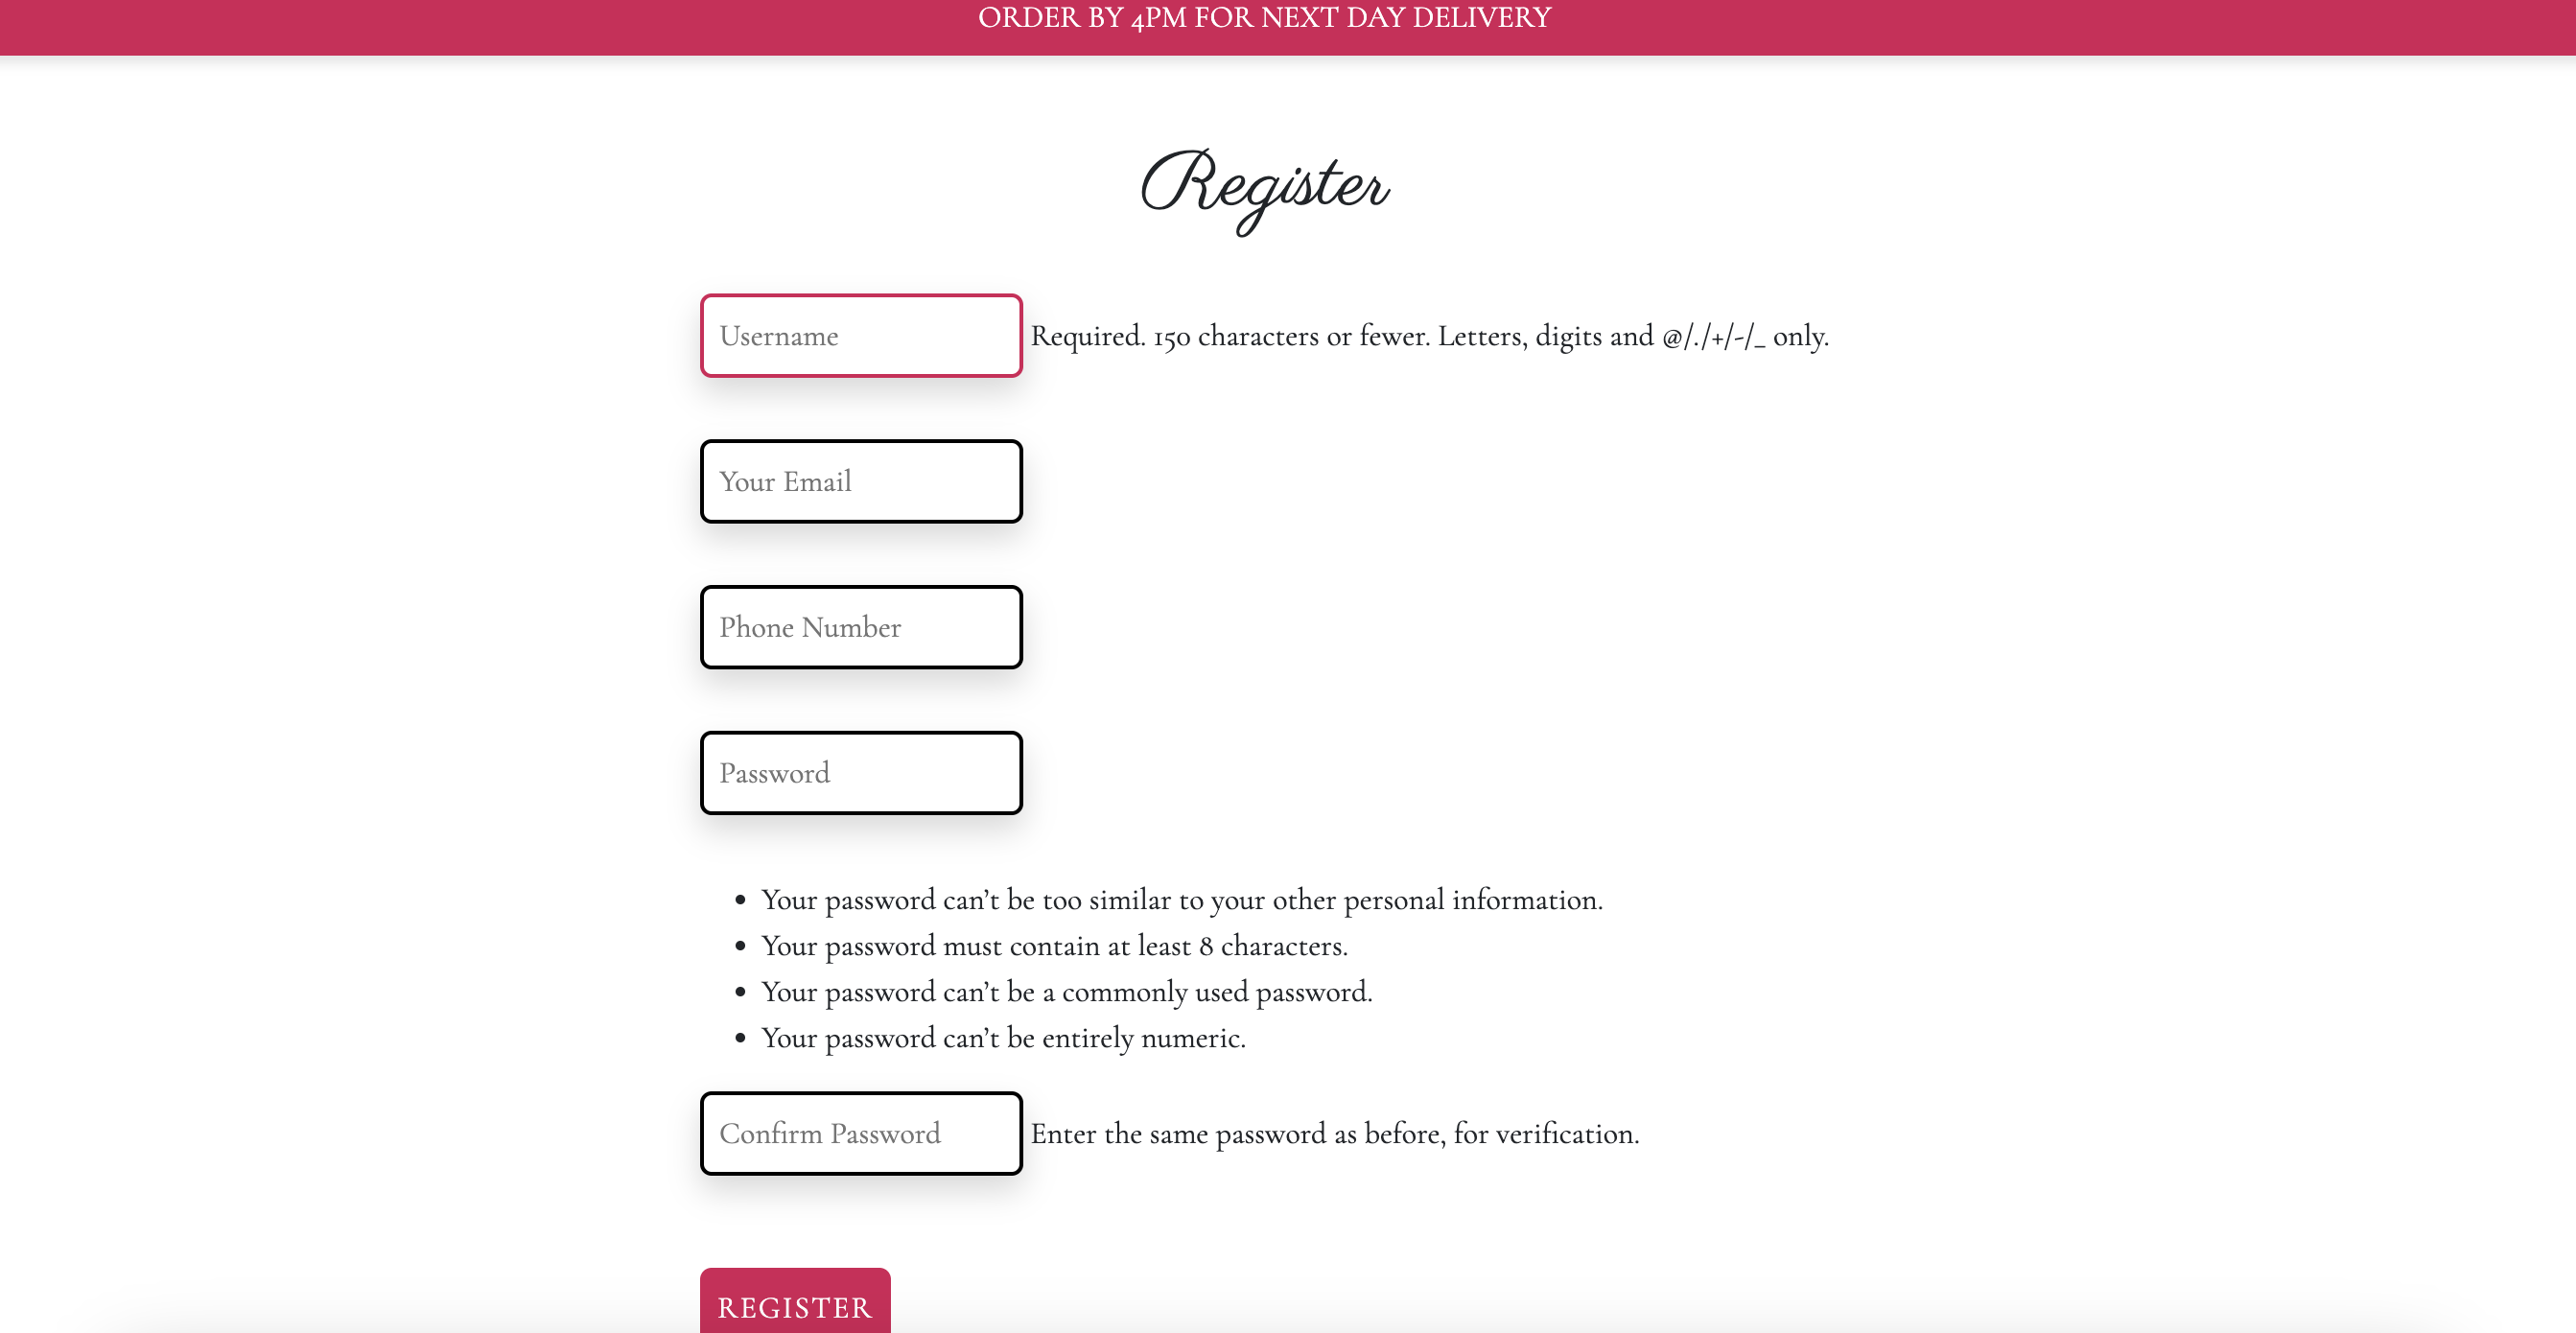 ORDER BY 4PM FOR NEXT DAY DELIVERY
Register
Username Required. 150 characters or fewer. Letters, digits and @/./+/-/_ only.
Your Email
Phone Number
Password
• Your password can’t be too similar to your other personal information.
• Your password must contain at least 8 characters.
• Your password can’t be a commonly used password.
• Your password can’t be entirely numeric.
Confirm Password Enter the same password as before, for verification.
REGISTER